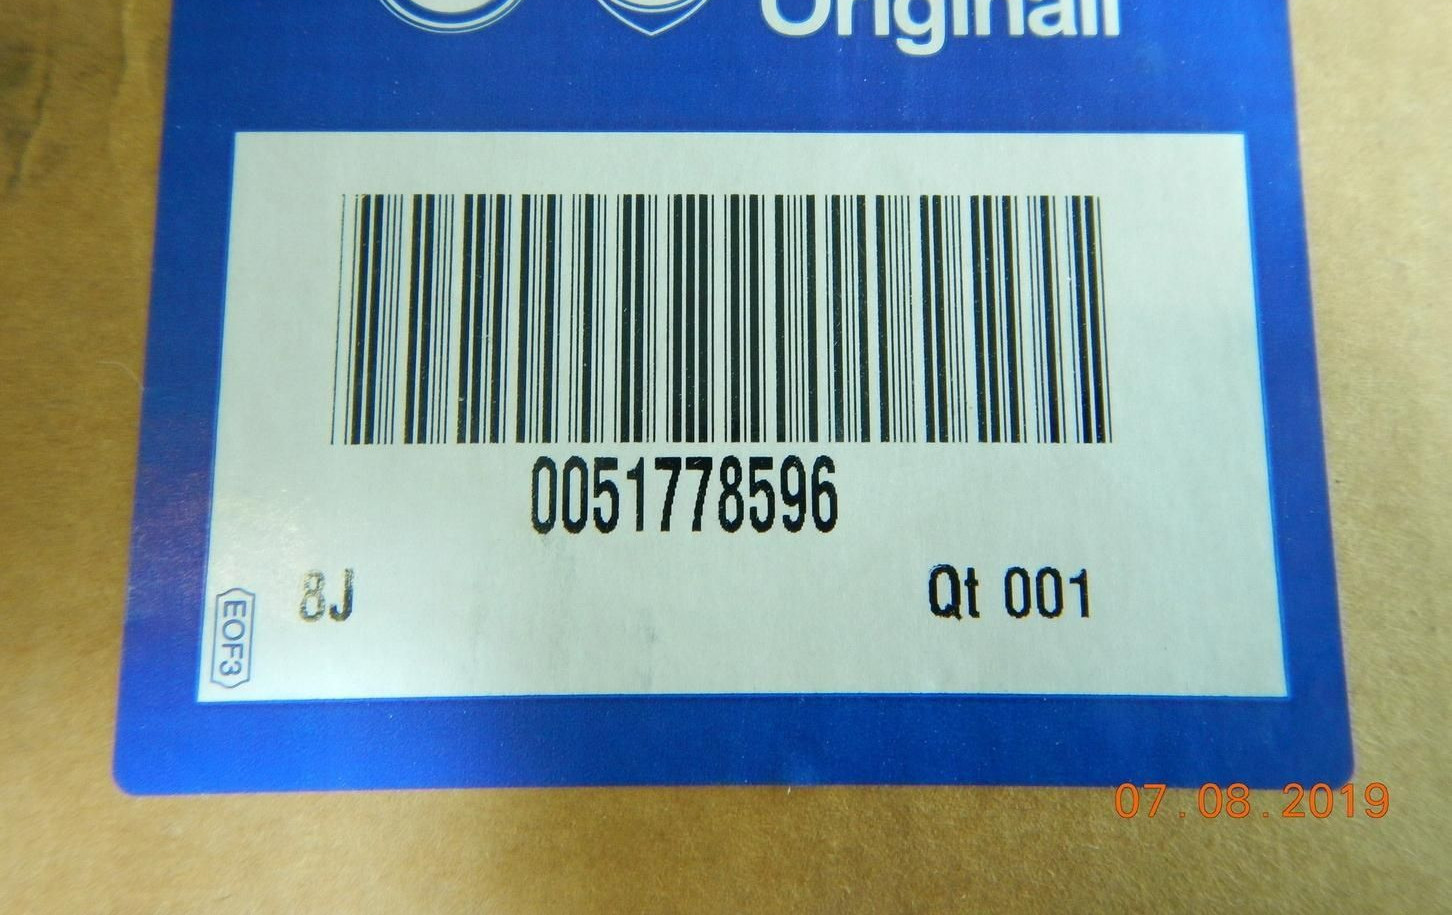 Originali
0051778596
8J
Qt 001
EOF3
07.08.2019